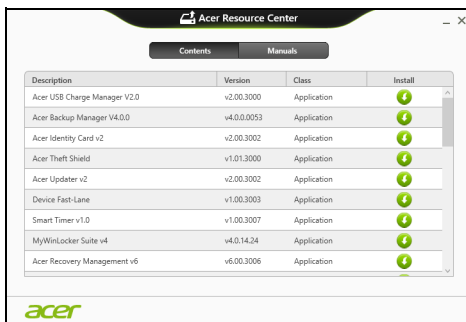 Acer Resource Center
Contents Manuals
Description Version Class Install
Acer USB Charge Manager V2.0 v2.00.3000 Application
Acer Backup Manager V4.0.0 v4.0.0.0053 Application
Acer Identity Card v2 v2.00.3002 Application
Acer Theft Shield v1.01.3000 Application
Acer Updater v2 v2.00.3002 Application
Device Fast-Lane v1.00.3003 Application
Smart Timer v1.0 v1.00.3007 Application
MyWinLocker Suite v4 v4.0.14.24 Application
Acer Recovery Management v6 v6.00.3006 Application
acer